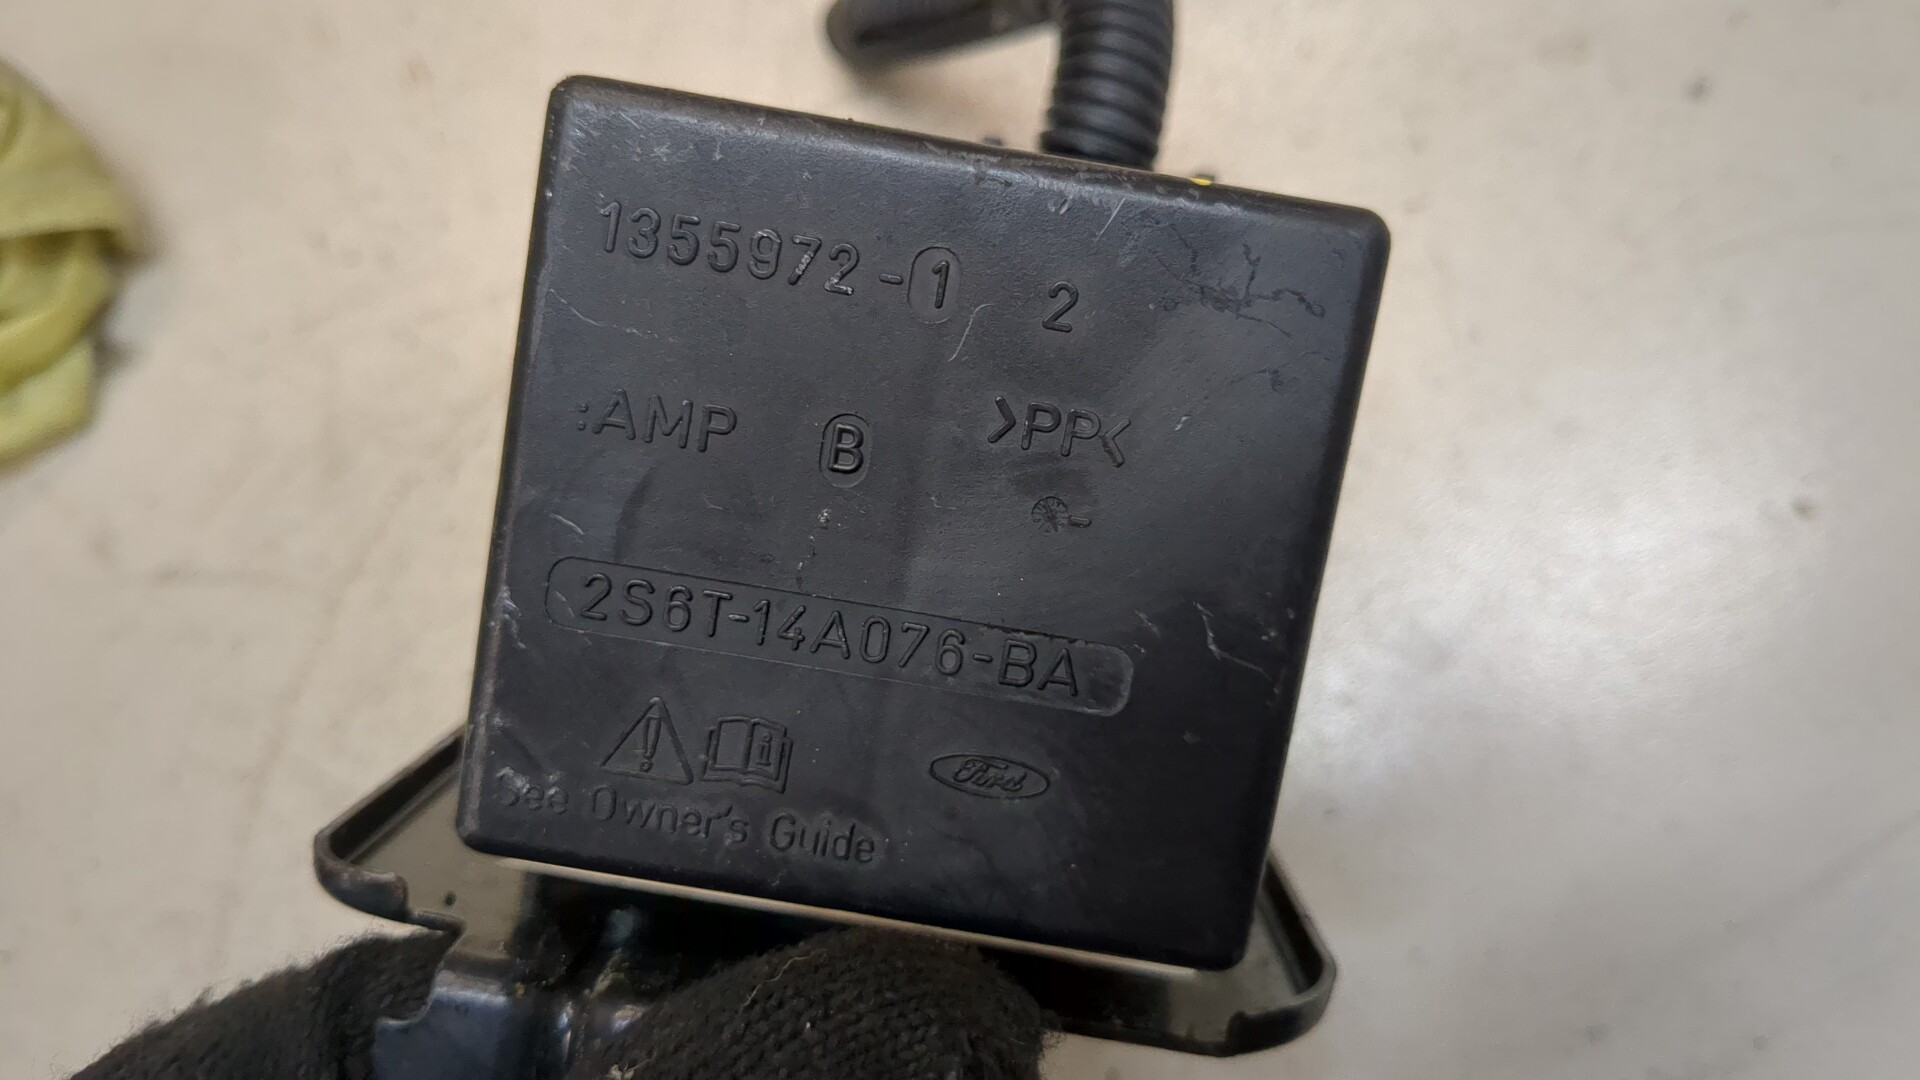 1355972-1 2
:AMP B >PP<
2S6T-14A076-BA
Ford
See Owner's Guide